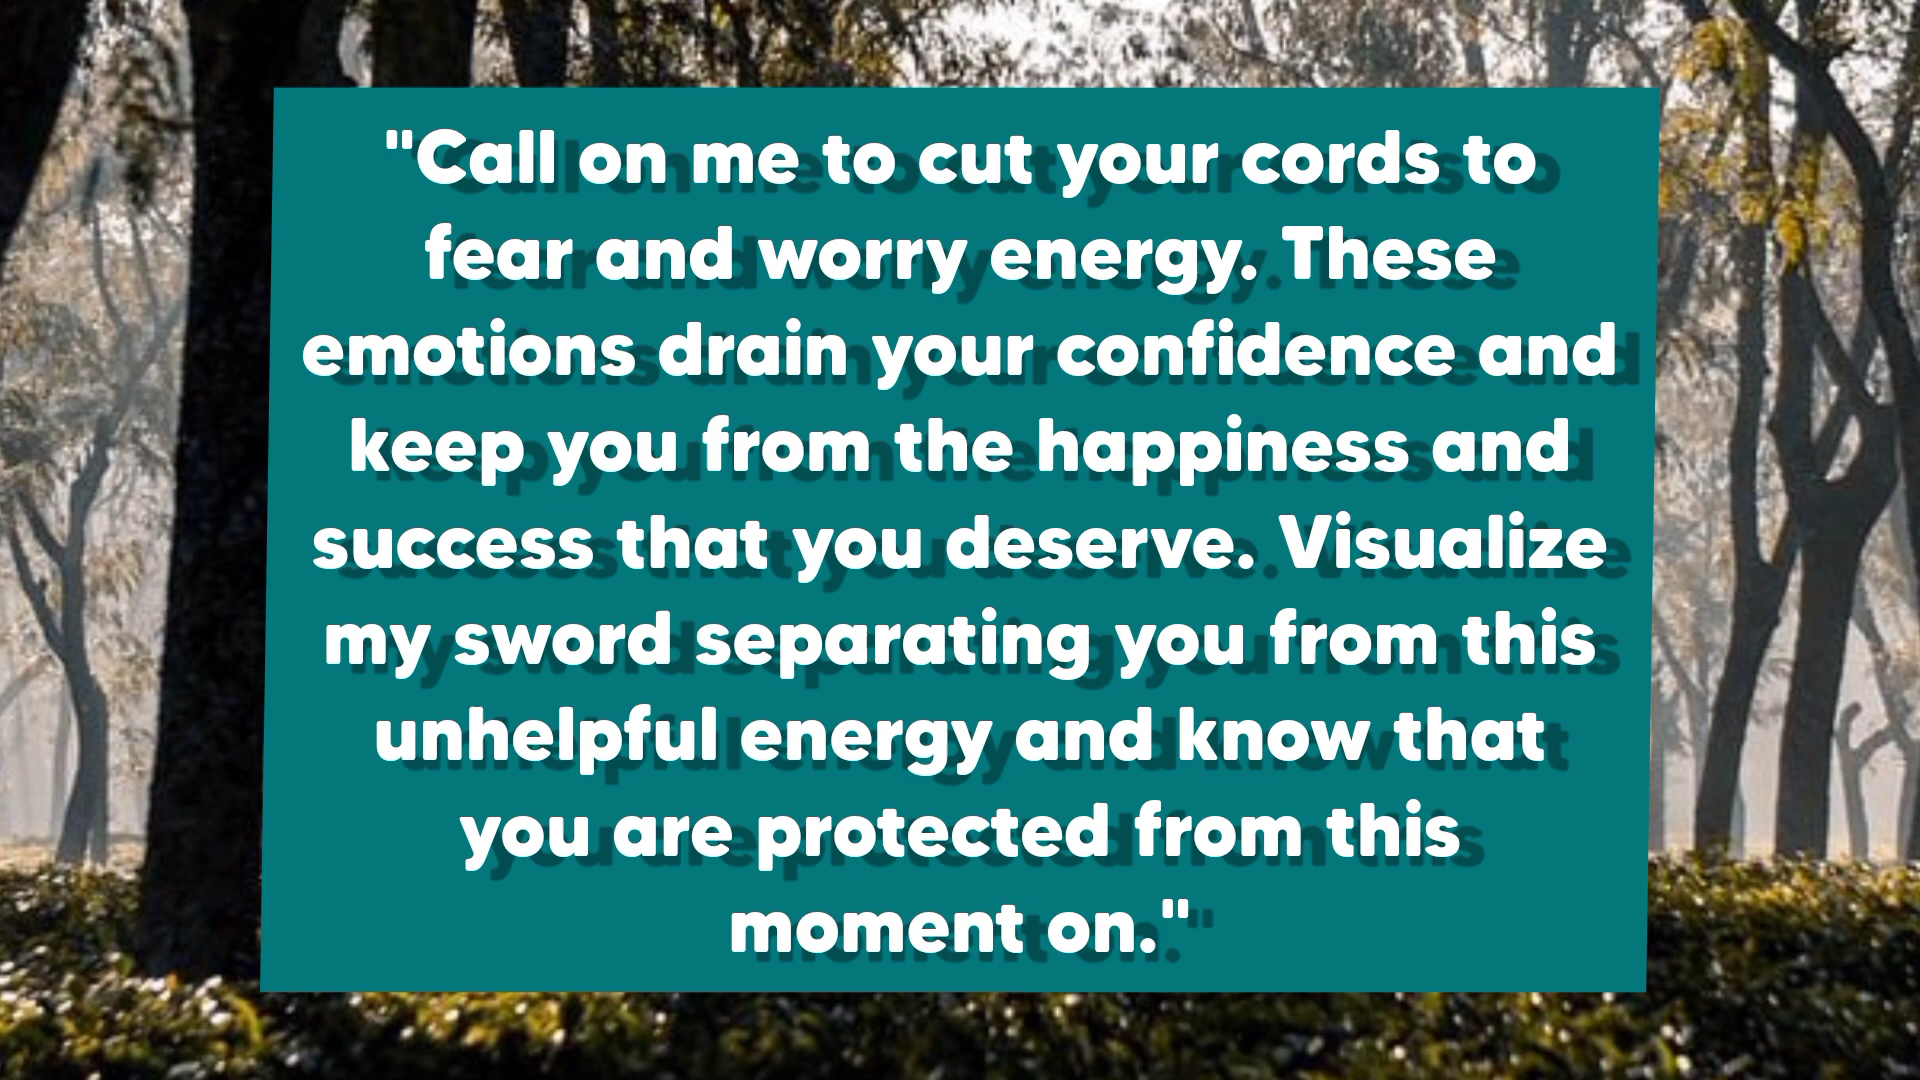 "Call on me to cut your cords to
fear and worry energy. These
emotions drain your confidence and
keep you from the happiness and
success that you deserve. Visualize
my sword separating you from this
unhelpful energy and know that
you are protected from this
moment on."